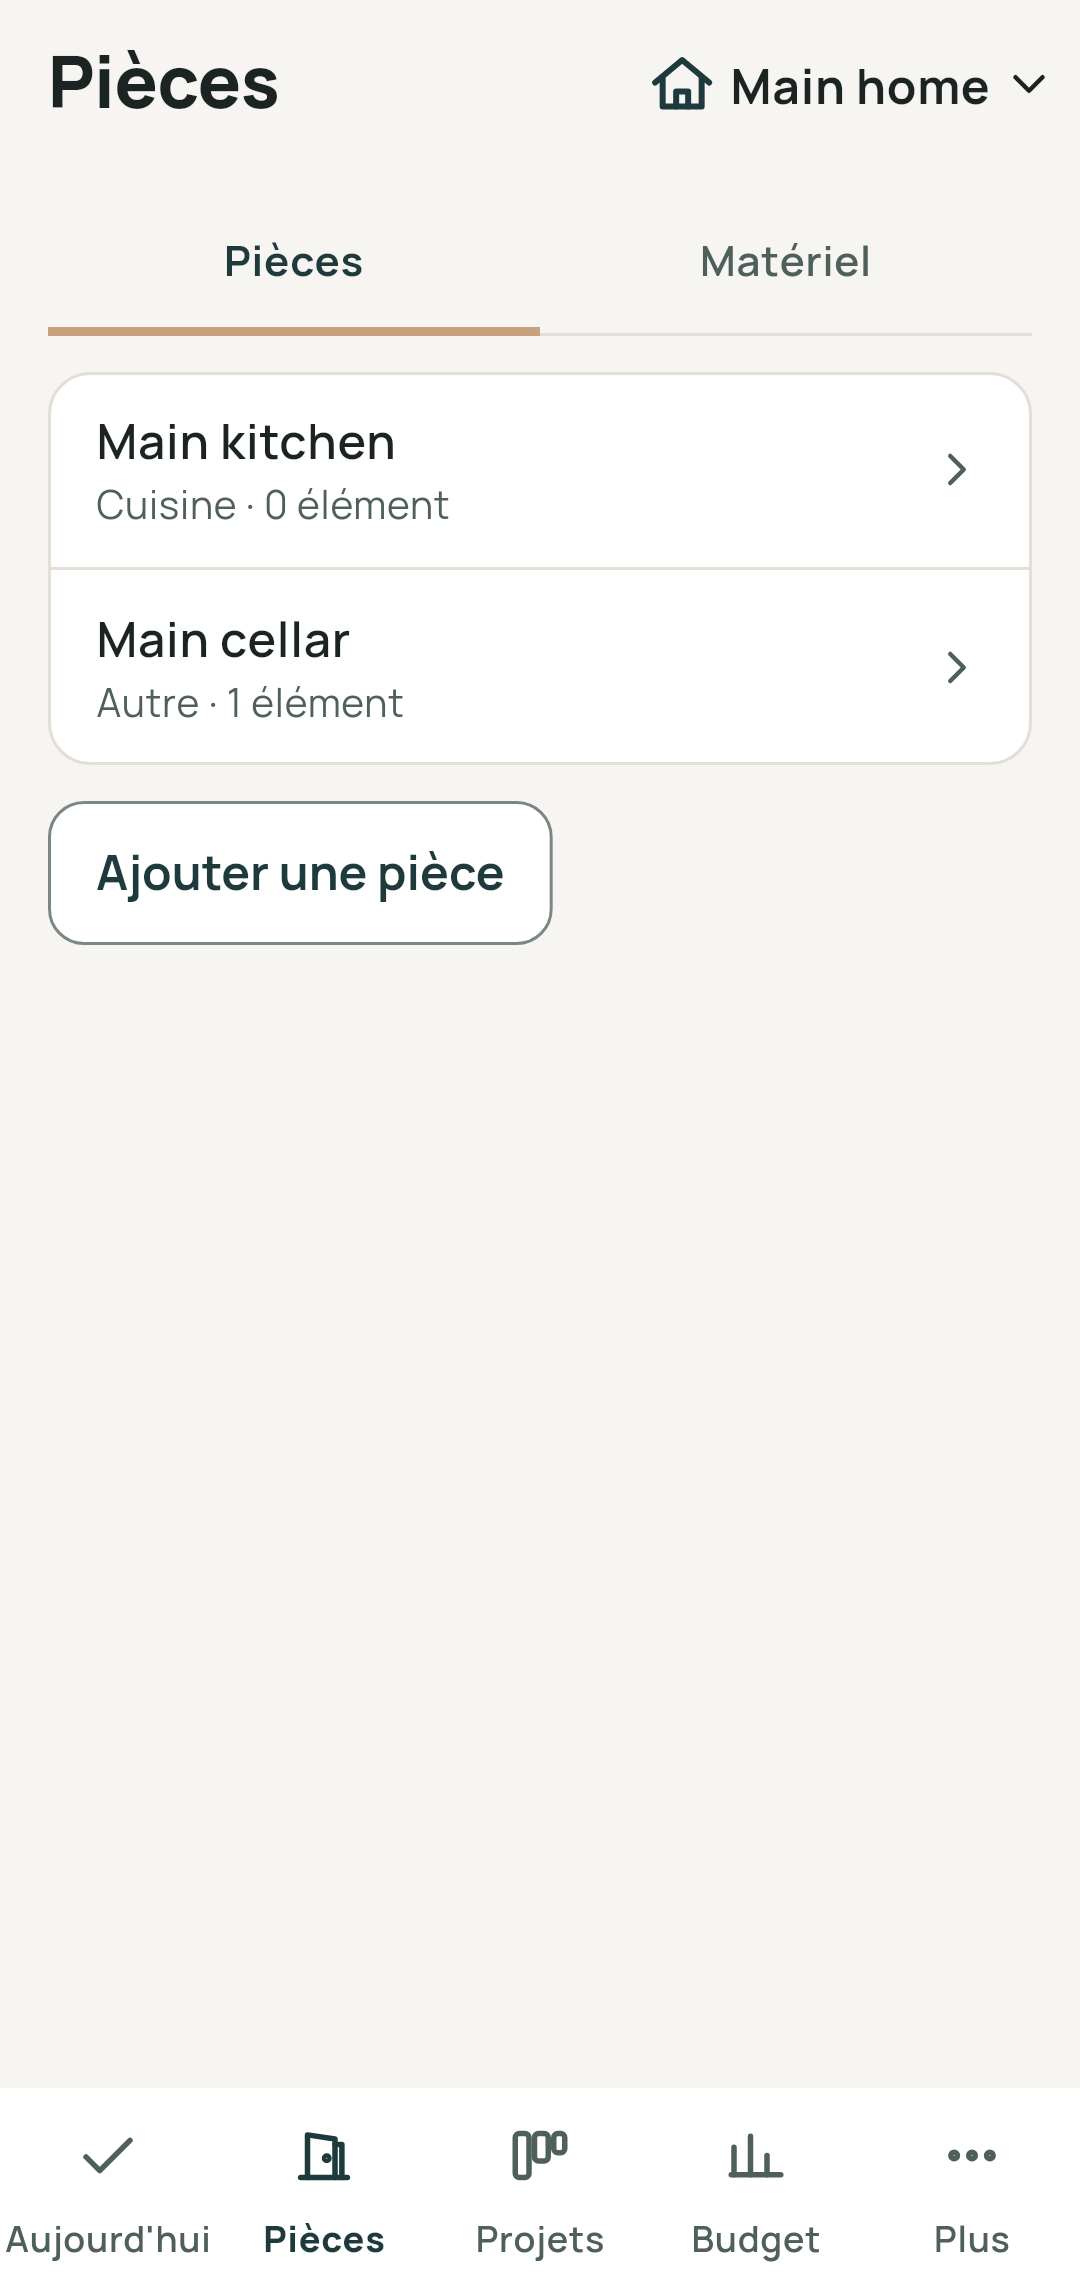 Pièces
Main home
Pièces
Matériel
Main kitchen
Cuisine · 0 élément
Main cellar
Autre · 1 élément
Ajouter une pièce
Aujourd'hui
Pièces
Projets
Budget
Plus